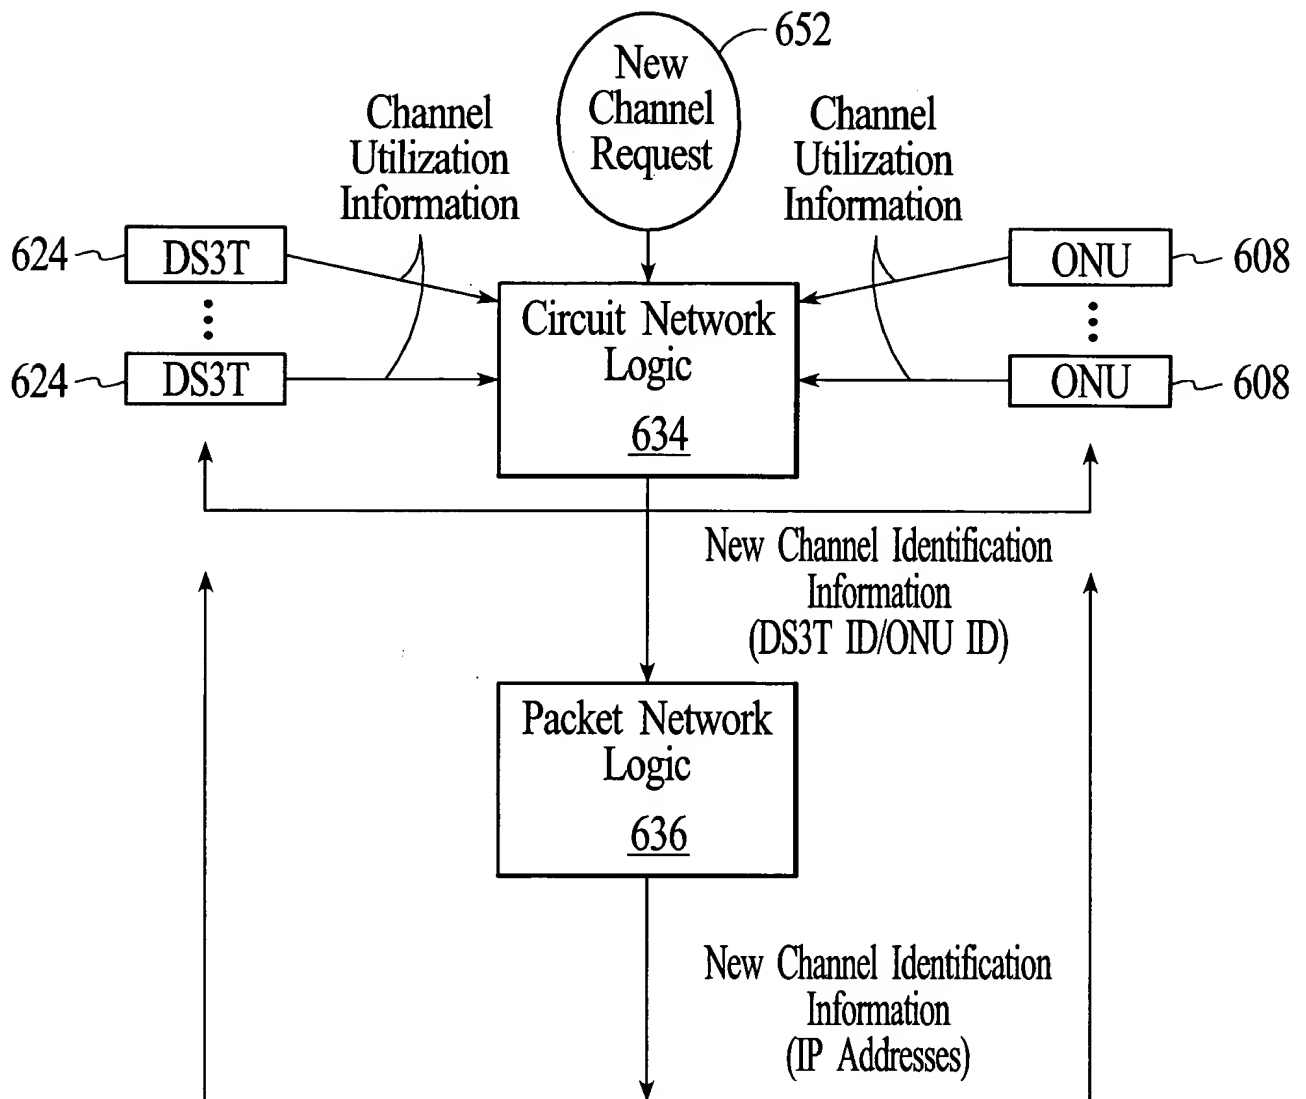 652
New
Channel
Request
Channel
Utilization
Information
Channel
Utilization
Information
624
DS3T
ONU
608
Circuit Network
Logic
634
624
DS3T
ONU
608
New Channel Identification
Information
(DS3T ID/ONU ID)
Packet Network
Logic
636
New Channel Identification
Information
(IP Addresses)